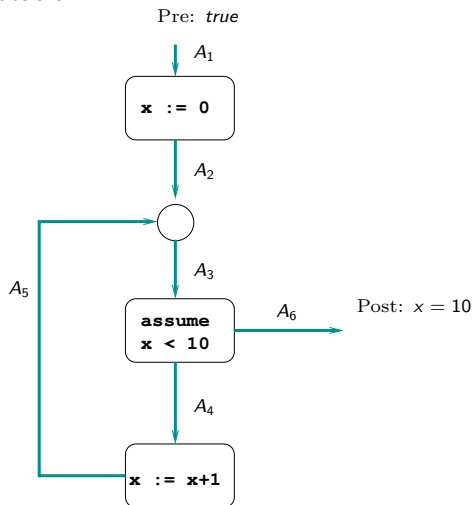 Pre: true
A1
x := 0
A2
A5
A3
assume
x < 10
A6
Post: x = 10
A4
x := x+1